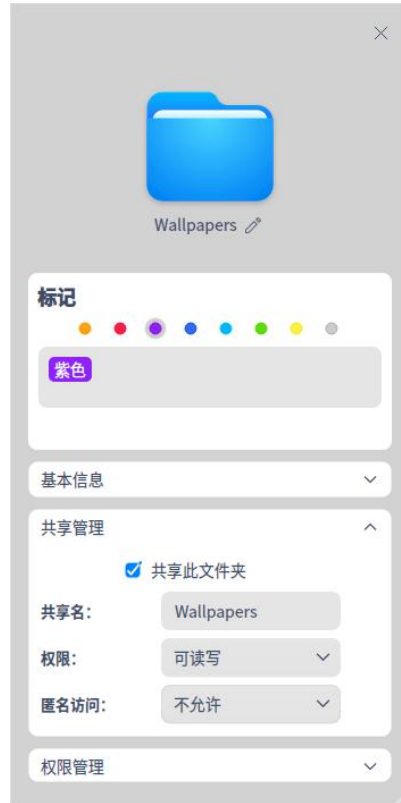 Wallpapers
标记
紫色
基本信息
共享管理
共享此文件夹
共享名： Wallpapers
权限： 可读写
匿名访问： 不允许
权限管理